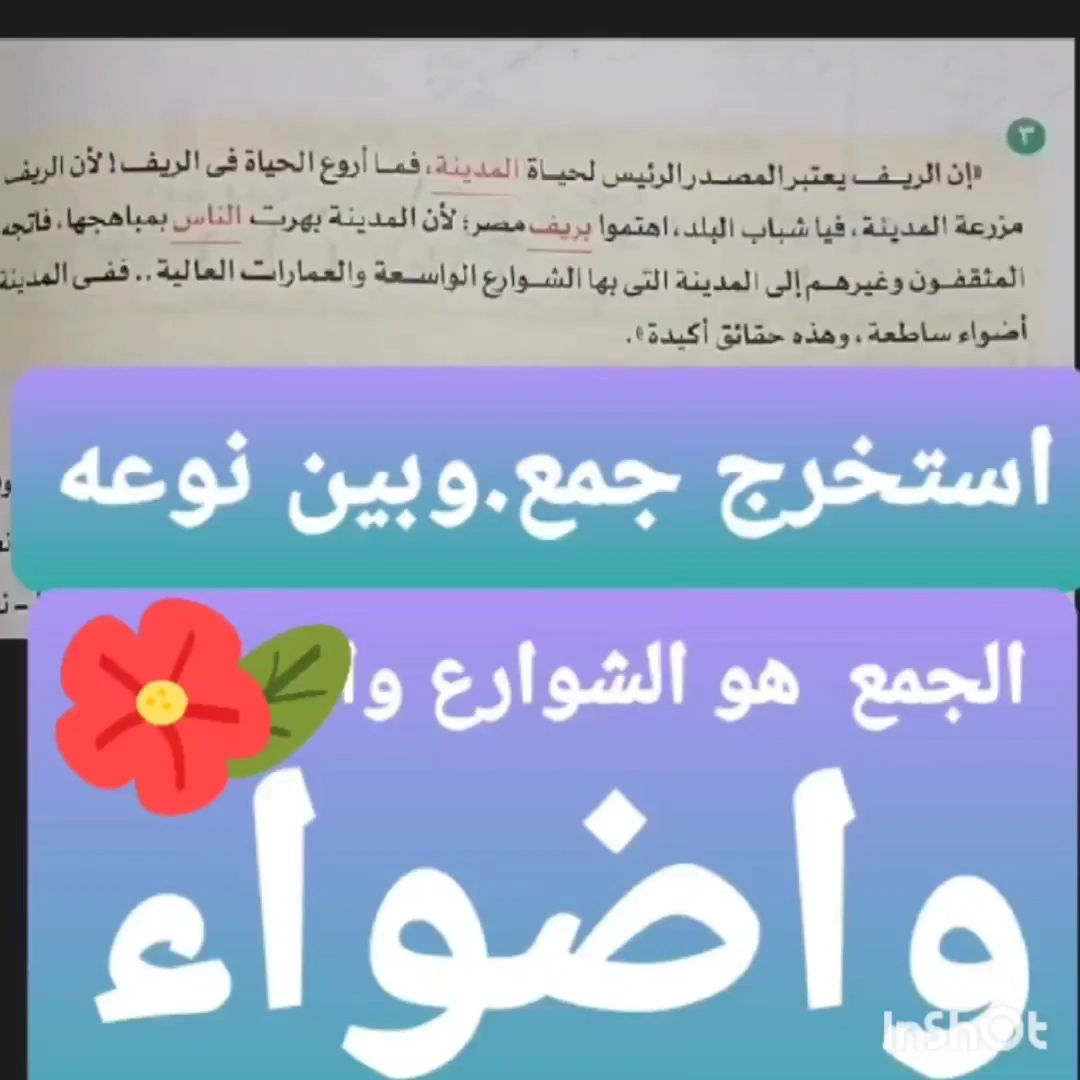 ٣
«إن الريف يعتبر المصدر الرئيس لحياة المدينة، فما أروع الحياة فى الريف! لأن الريف
مزرعة المدينة، فيا شباب البلد، اهتموا بريف مصر؛ لأن المدينة بهرت الناس بمباهجها، فاتجه
المثقفون وغيرهم إلى المدينة التى بها الشوارع الواسعة والعمارات العالية.. ففى المدينة
أضواء ساطعة، وهذه حقائق أكيدة».
استخرج جمع.وبين نوعه
الجمع هو الشوارع وا
واضواء
InShOt